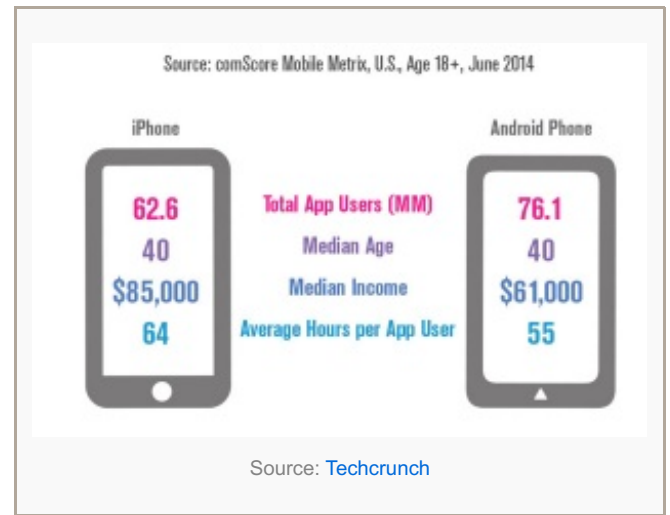 Source: comScore Mobile Metrix, U.S., Age 18+, June 2014
iPhone
Android Phone
62.6 Total App Users (MM) 76.1
40 Median Age 40
$85,000 Median Income $61,000
64 Average Hours per App User 55
Source: Techcrunch